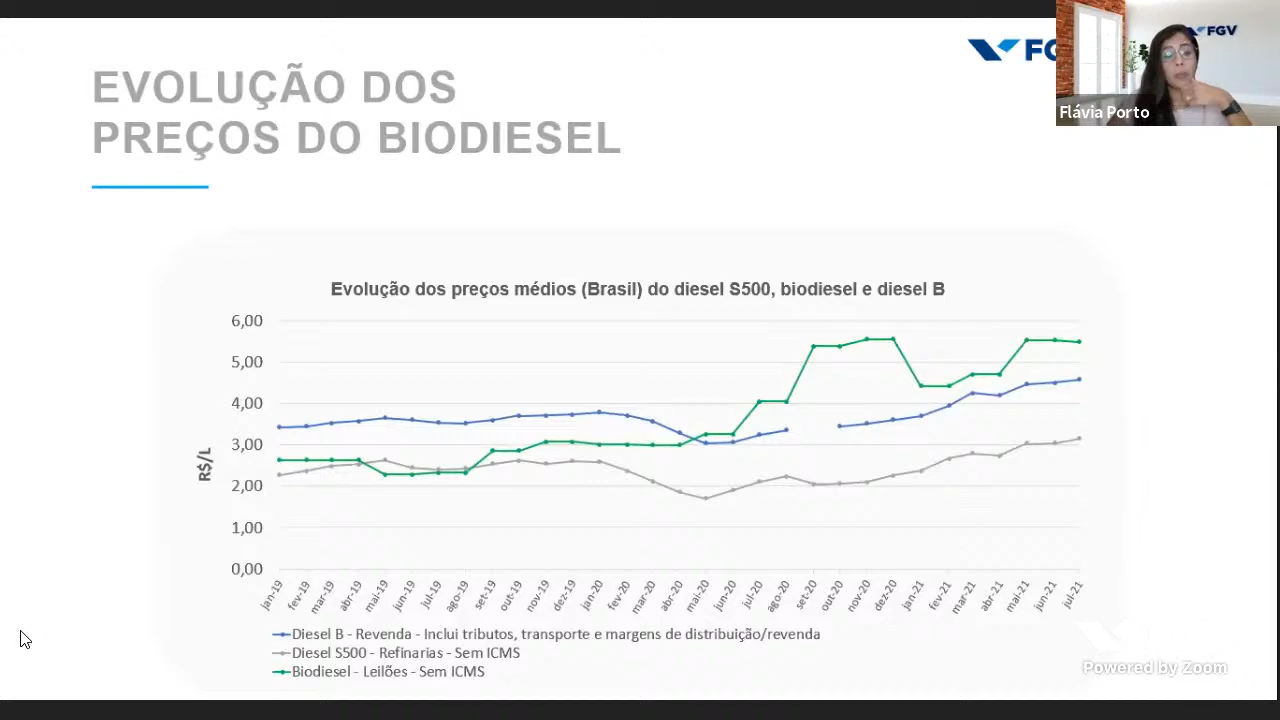 EVOLUÇÃO DOS
PREÇOS DO BIODIESEL
FG
FGV
Flávia Porto
Evolução dos preços médios (Brasil) do diesel S500, biodiesel e diesel B
R$/L
6,00
5,00
4,00
3,00
2,00
1,00
0,00
jan-19
fev-19
mar-19
abr-19
mai-19
jun-19
jul-19
ago-19
set-19
out-19
nov-19
dez-19
jan-20
fev-20
mar-20
abr-20
mai-20
jun-20
jul-20
ago-20
set-20
out-20
nov-20
dez-20
jan-21
fev-21
mar-21
abr-21
mai-21
jun-21
jul-21
Diesel B - Revenda - Inclui tributos, transporte e margens de distribuição/revenda
Diesel S500 - Refinarias - Sem ICMS
Biodiesel - Leilões - Sem ICMS
Powered by Zoom